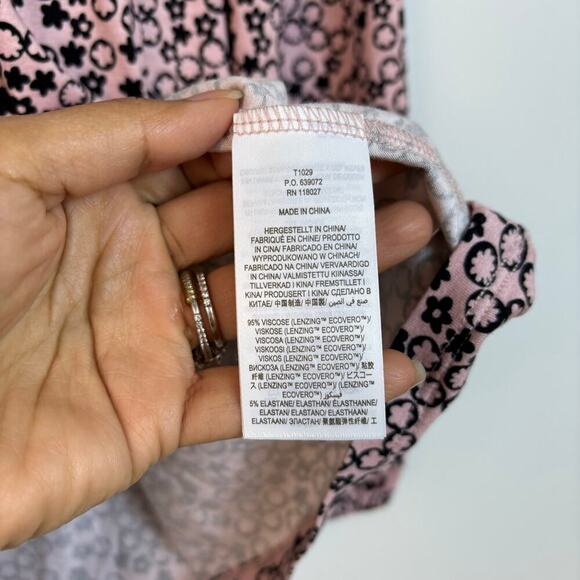 T1029
P.O. 639072
RN 118027
MADE IN CHINA
HERGESTELLT IN CHINA/
FABRIQUÉ EN CHINE/ PRODOTTO
IN CINA/ FABRICADO EN CHINA/
WYPRODUKOWANO W CHINACH/
FABRICADO NA CHINA/ VERVAARDIGD
IN CHINA/ VALMISTETTU KIINASSA/
TILLVERKAD I KINA/ FREMSTILLET I
KINA/ PRODUSERT I KINA/ СДЕЛАНО В
КИТАЕ/ 中国制造/ 中国製/ صنع في الصين
95% VISCOSE (LENZING™ ECOVERO™)/
VISKOSE (LENZING™ ECOVERO™)/
VISCOSA (LENZING™ ECOVERO™)/
VISKOOSI (LENZING™ ECOVERO™)/
VISKOS (LENZING™ ECOVERO™)/
ВИСКОЗА (LENZING™ ECOVERO™)/ 粘胶
纤维 (LENZING™ ECOVERO™)/ ビスコー
ス (LENZING™ ECOVERO™)/ (LENZING™
ECOVERO™) فيسكوز/
5% ELASTANE/ ELASTHAN/ ÉLASTHANNE/
ELASTAN/ ELASTANO/ ELASTHAAN/
ELASTAANI/ ЭЛАСТАН/ 聚氨酯弹性纤维/ エ